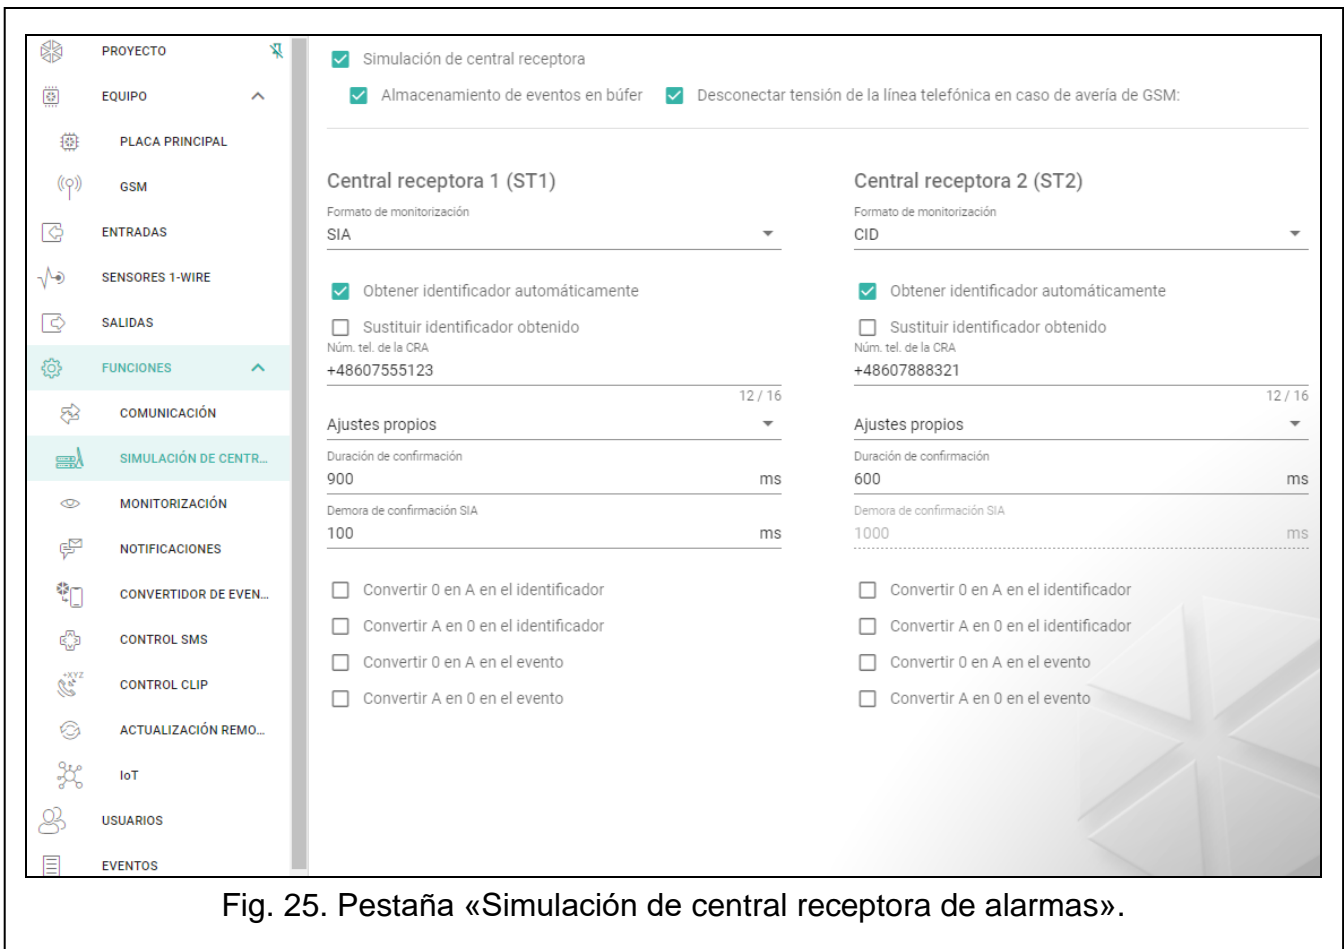 PROYECTO
EQUIPO
PLACA PRINCIPAL
GSM
ENTRADAS
SENSORES 1-WIRE
SALIDAS
FUNCIONES
COMUNICACIÓN
SIMULACIÓN DE CENTR...
MONITORIZACIÓN
NOTIFICACIONES
CONVERTIDOR DE EVEN...
CONTROL SMS
+XYZ
CONTROL CLIP
ACTUALIZACIÓN REMO...
IoT
USUARIOS
EVENTOS
Simulación de central receptora
Almacenamiento de eventos en búfer
Desconectar tensión de la línea telefónica en caso de avería de GSM:
Central receptora 1 (ST1)
Formato de monitorización
SIA
Obtener identificador automáticamente
Sustituir identificador obtenido
Núm. tel. de la CRA
+48607555123
12 / 16
Ajustes propios
Duración de confirmación
900 ms
Demora de confirmación SIA
100 ms
Convertir 0 en A en el identificador
Convertir A en 0 en el identificador
Convertir 0 en A en el evento
Convertir A en 0 en el evento
Central receptora 2 (ST2)
Formato de monitorización
CID
Obtener identificador automáticamente
Sustituir identificador obtenido
Núm. tel. de la CRA
+48607888321
12 / 16
Ajustes propios
Duración de confirmación
600 ms
Demora de confirmación SIA
1000 ms
Convertir 0 en A en el identificador
Convertir A en 0 en el identificador
Convertir 0 en A en el evento
Convertir A en 0 en el evento
Fig. 25. Pestaña «Simulación de central receptora de alarmas».